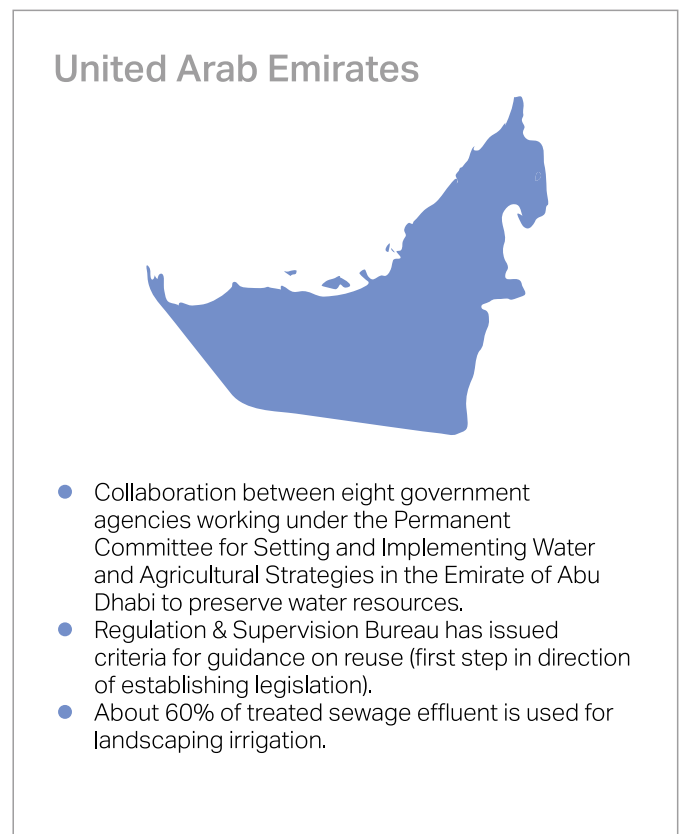 United Arab Emirates
● Collaboration between eight government
agencies working under the Permanent
Committee for Setting and Implementing Water
and Agricultural Strategies in the Emirate of Abu
Dhabi to preserve water resources.
● Regulation & Supervision Bureau has issued
criteria for guidance on reuse (first step in direction
of establishing legislation).
● About 60% of treated sewage effluent is used for
landscaping irrigation.